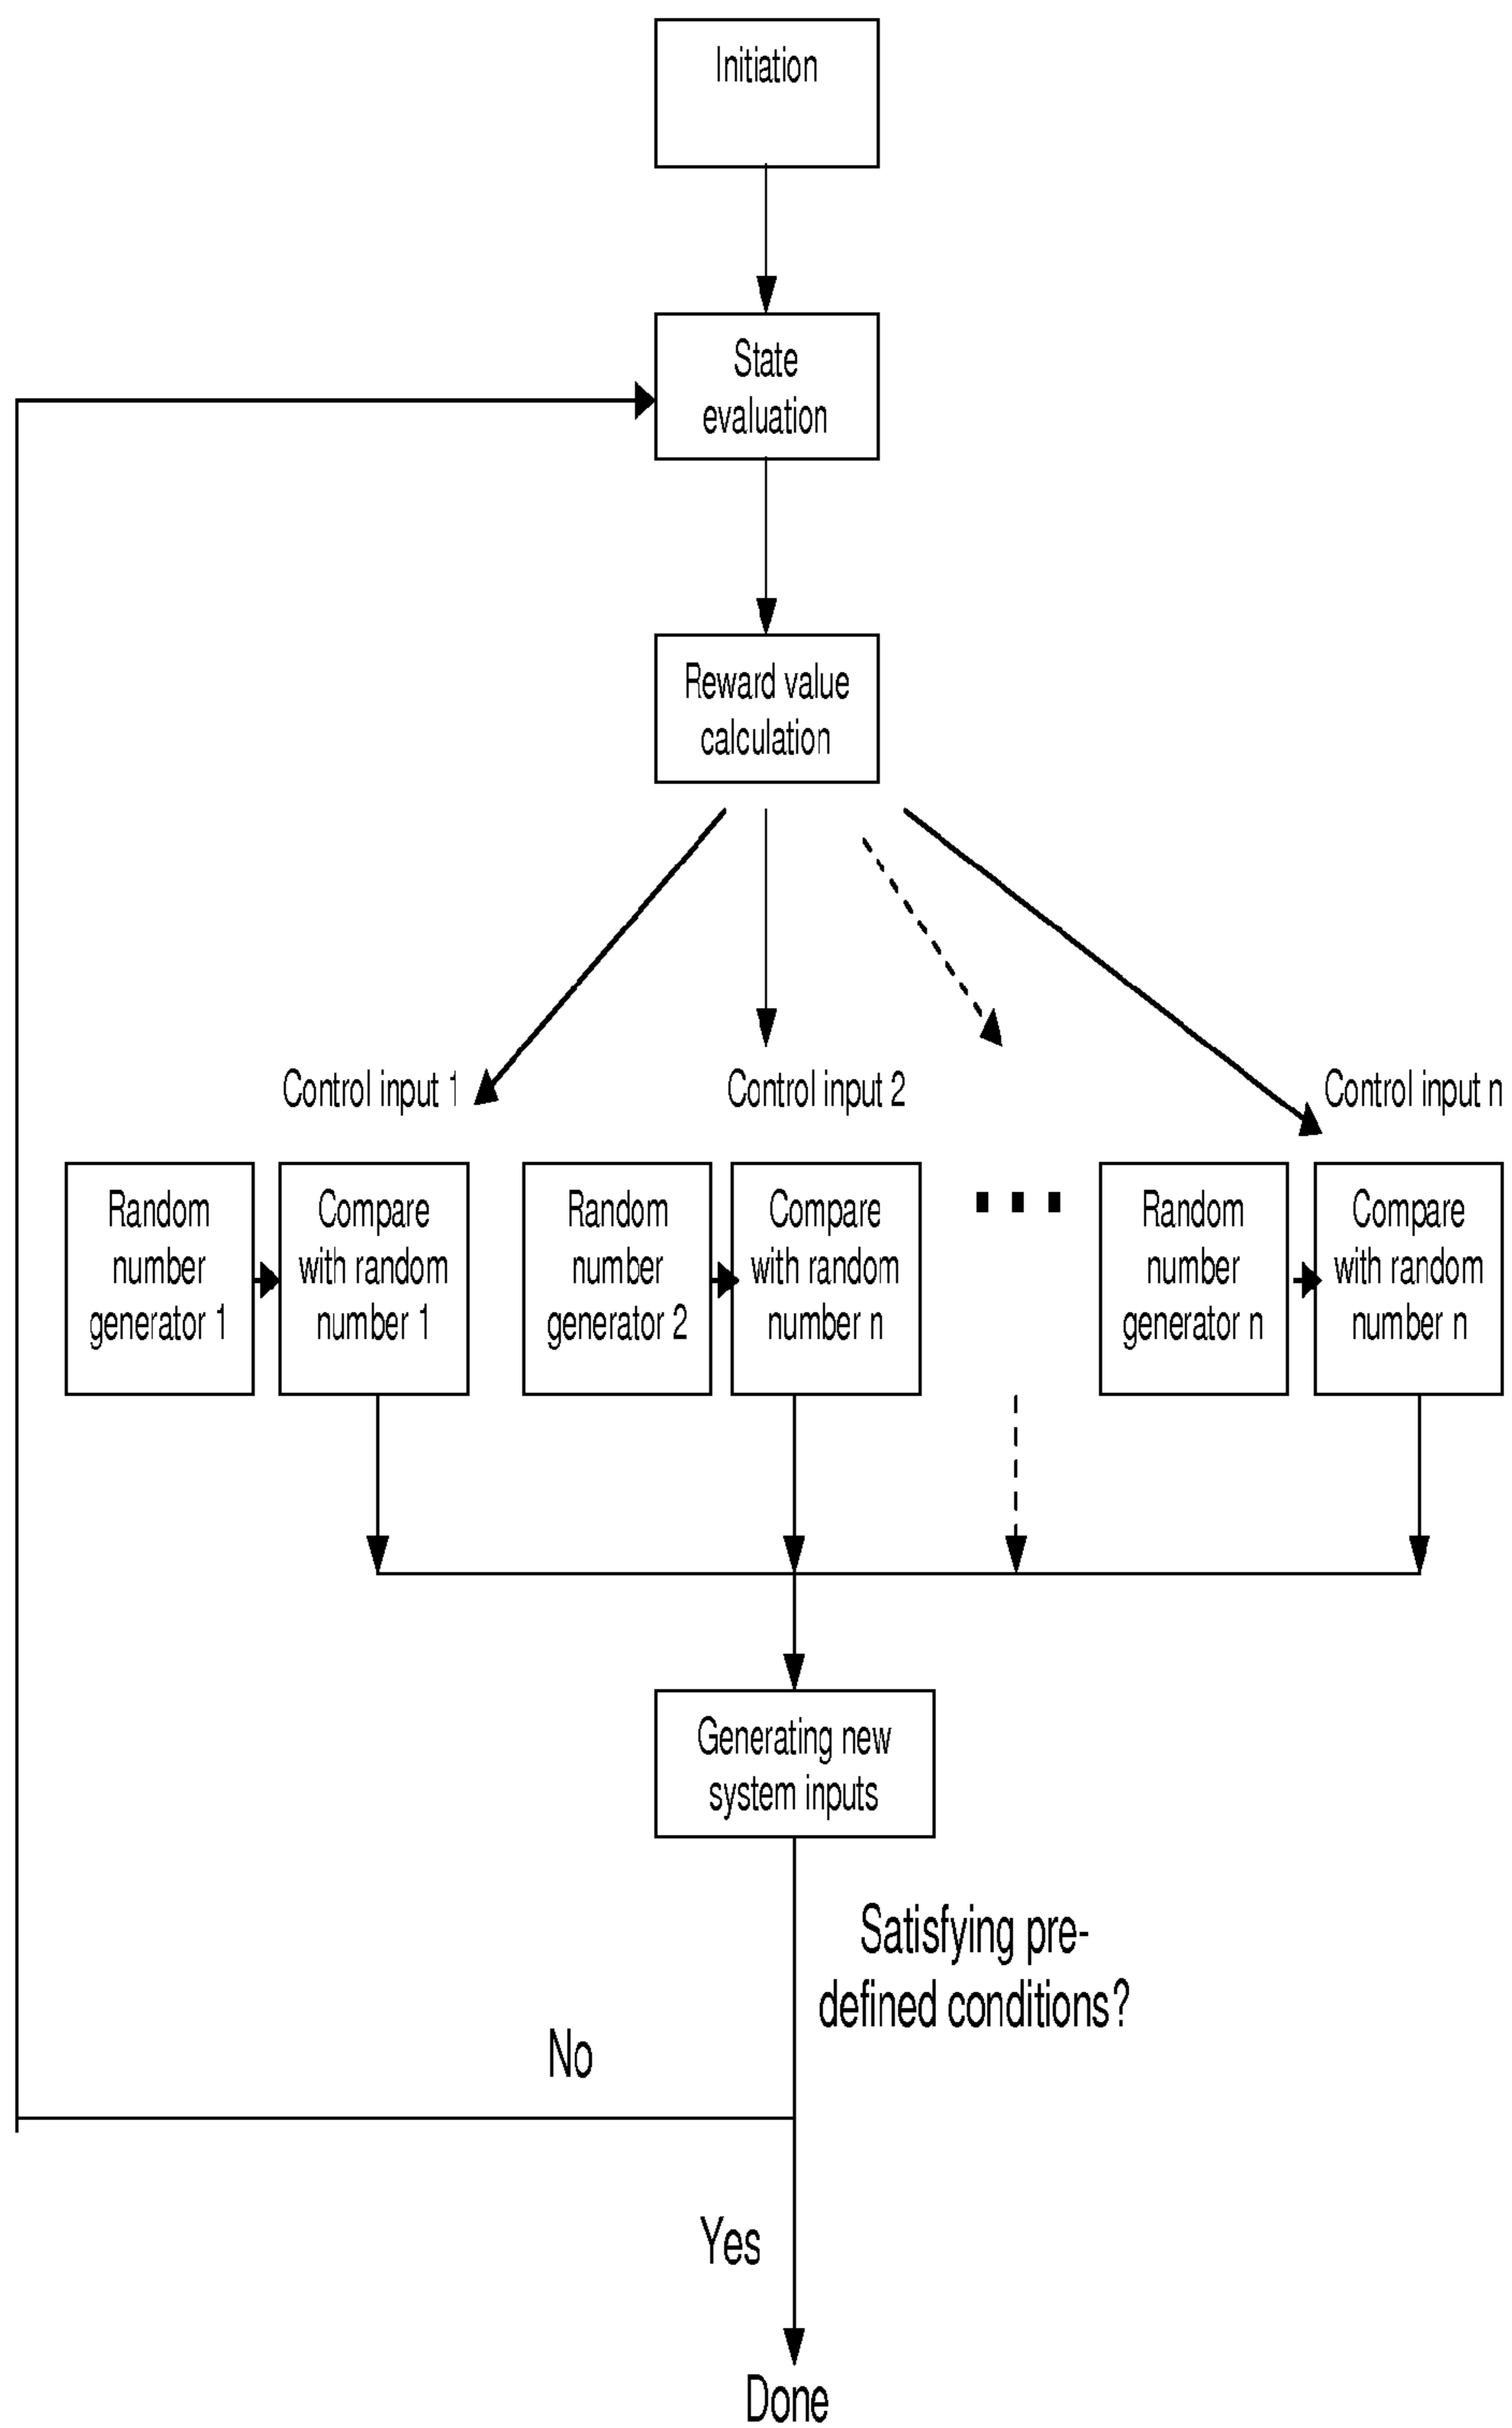 Initiation
State
evaluation
Reward value
calculation
Control input 1
Control input 2
Control input n
Random
number
generator 1
Compare
with random
number 1
Random
number
generator 2
Compare
with random
number n
Random
number
generator n
Compare
with random
number n
Generating new
system inputs
Satisfying pre-
defined conditions?
No
Yes
Done